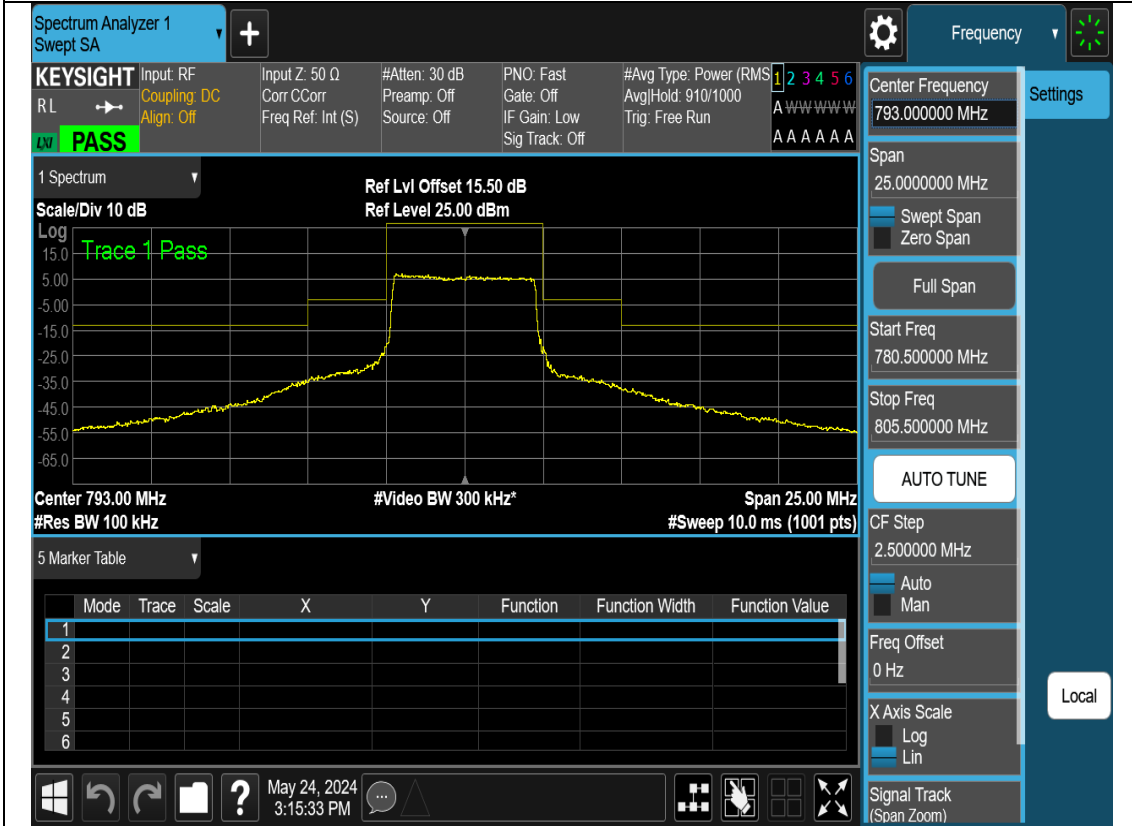 Spectrum Analyzer 1
Swept SA
+
Frequency
KEYSIGHT
R L
LXI
PASS
Input: RF
Coupling: DC
Align: Off
Input Z: 50 Ω
Corr CCorr
Freq Ref: Int (S)
#Atten: 30 dB
Preamp: Off
Source: Off
PNO: Fast
Gate: Off
IF Gain: Low
Sig Track: Off
#Avg Type: Power (RMS
Avg|Hold: 910/1000
Trig: Free Run
1 2 3 4 5 6
A W W W W W
A A A A A A
1 Spectrum
Ref Lvl Offset 15.50 dB
Scale/Div 10 dB
Ref Level 25.00 dBm
Log
Trace 1 Pass
15.0
5.00
-5.00
-15.0
-25.0
-35.0
-45.0
-55.0
-65.0
Center 793.00 MHz
#Video BW 300 kHz*
Span 25.00 MHz
#Res BW 100 kHz
#Sweep 10.0 ms (1001 pts)
5 Marker Table
Mode Trace Scale X Y Function Function Width Function Value
1
2
3
4
5
6
May 24, 2024
3:15:33 PM
?
Center Frequency
793.000000 MHz
Settings
Span
25.0000000 MHz
Swept Span
Zero Span
Full Span
Start Freq
780.500000 MHz
Stop Freq
805.500000 MHz
AUTO TUNE
CF Step
2.500000 MHz
Auto
Man
Freq Offset
0 Hz
Local
X Axis Scale
Log
Lin
Signal Track
(Span Zoom)